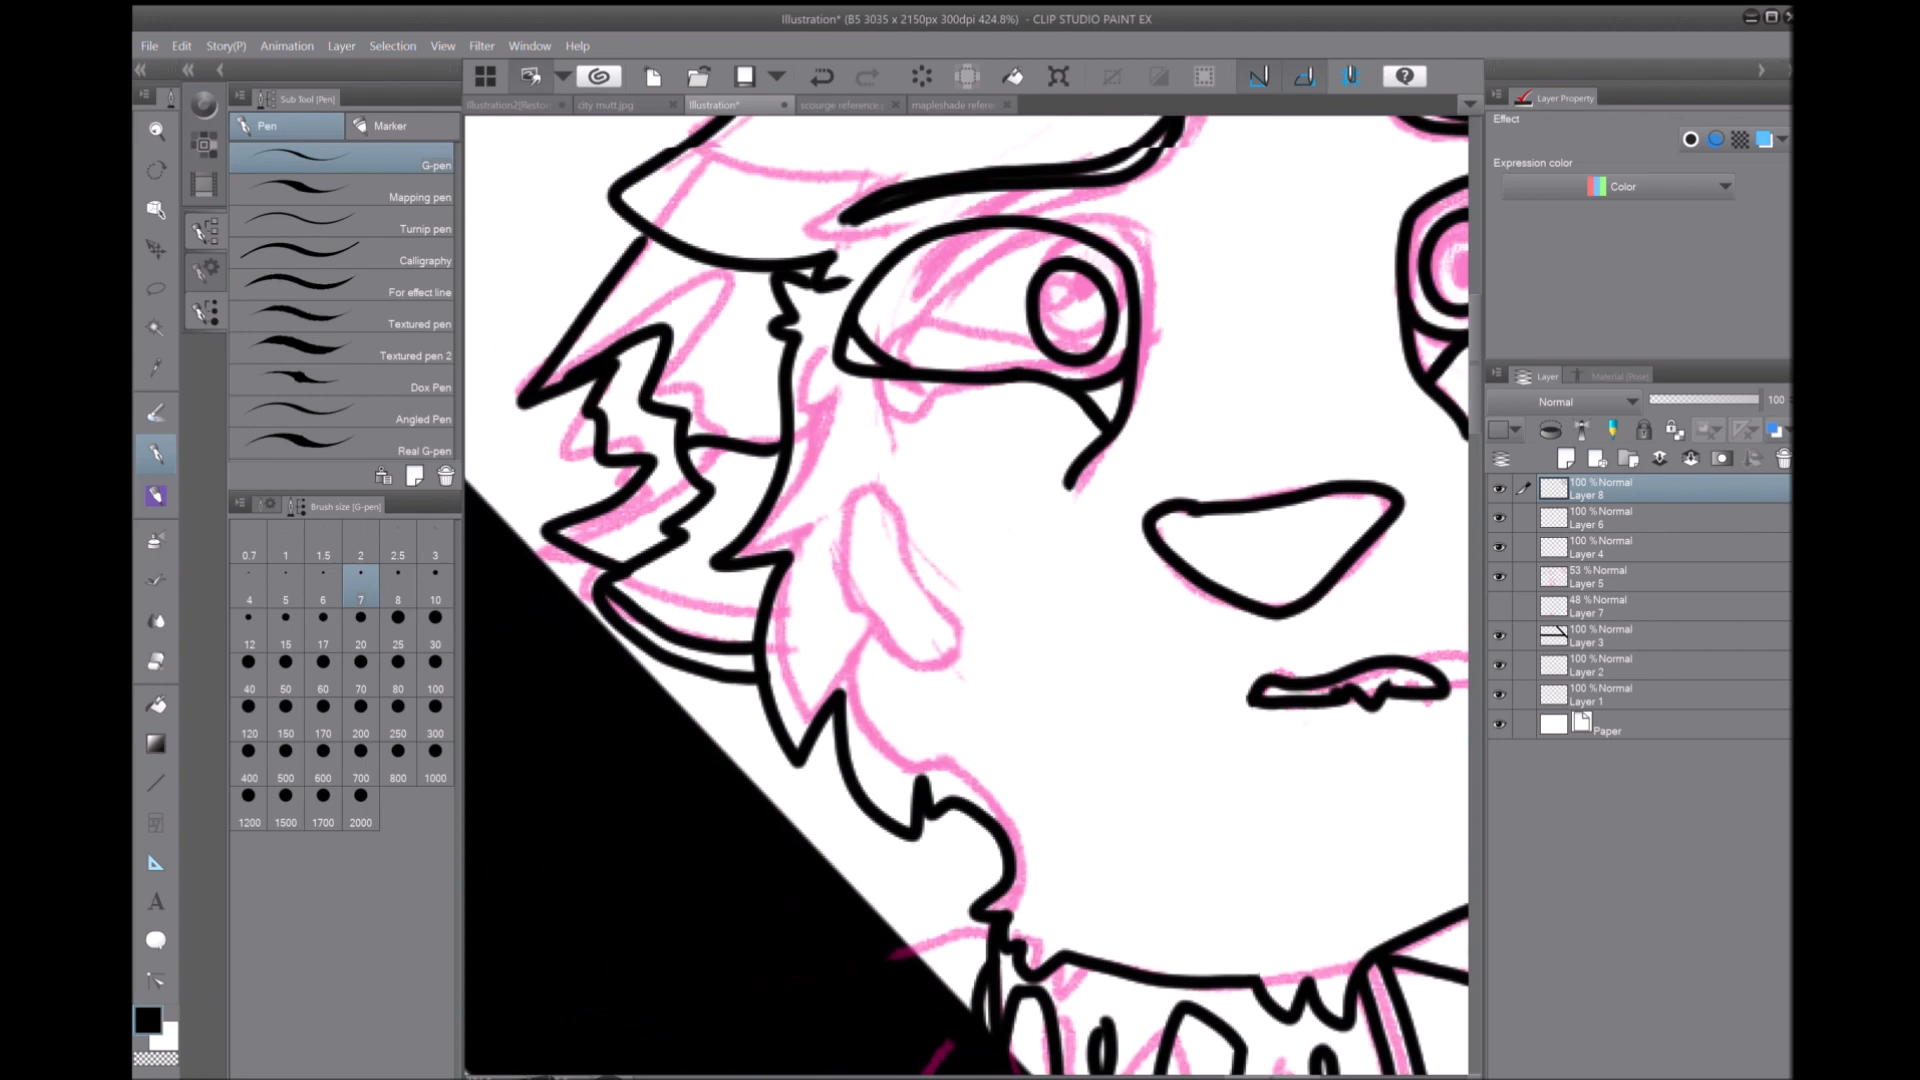 Illustration* (B5 3035 x 2150px 300dpi 424.8%) - CLIP STUDIO PAINT EX
File Edit Story(P) Animation Layer Selection View Filter Window Help
Sub Tool [Pen]
Pen Marker
G-pen
Mapping pen
Turnip pen
Calligraphy
For effect line
Textured pen
Textured pen 2
Dox Pen
Angled Pen
Real G-pen
Brush size [G-pen]
0.7 1 1.5 2 2.5 3
4 5 6 7 8 10
12 15 17 20 25 30
40 50 60 70 80 100
120 150 170 200 250 300
400 500 600 700 800 1000
1200 1500 1700 2000
Illustration2[Restor city mutt.jpg Illustration* scourge reference mapleshade refere
Layer Property
Effect
Expression color
Color
Layer Material [Pose]
Normal 100
100 % Normal
Layer 8
100 % Normal
Layer 6
100 % Normal
Layer 4
53 % Normal
Layer 5
48 % Normal
Layer 7
100 % Normal
Layer 3
100 % Normal
Layer 2
100 % Normal
Layer 1
Paper